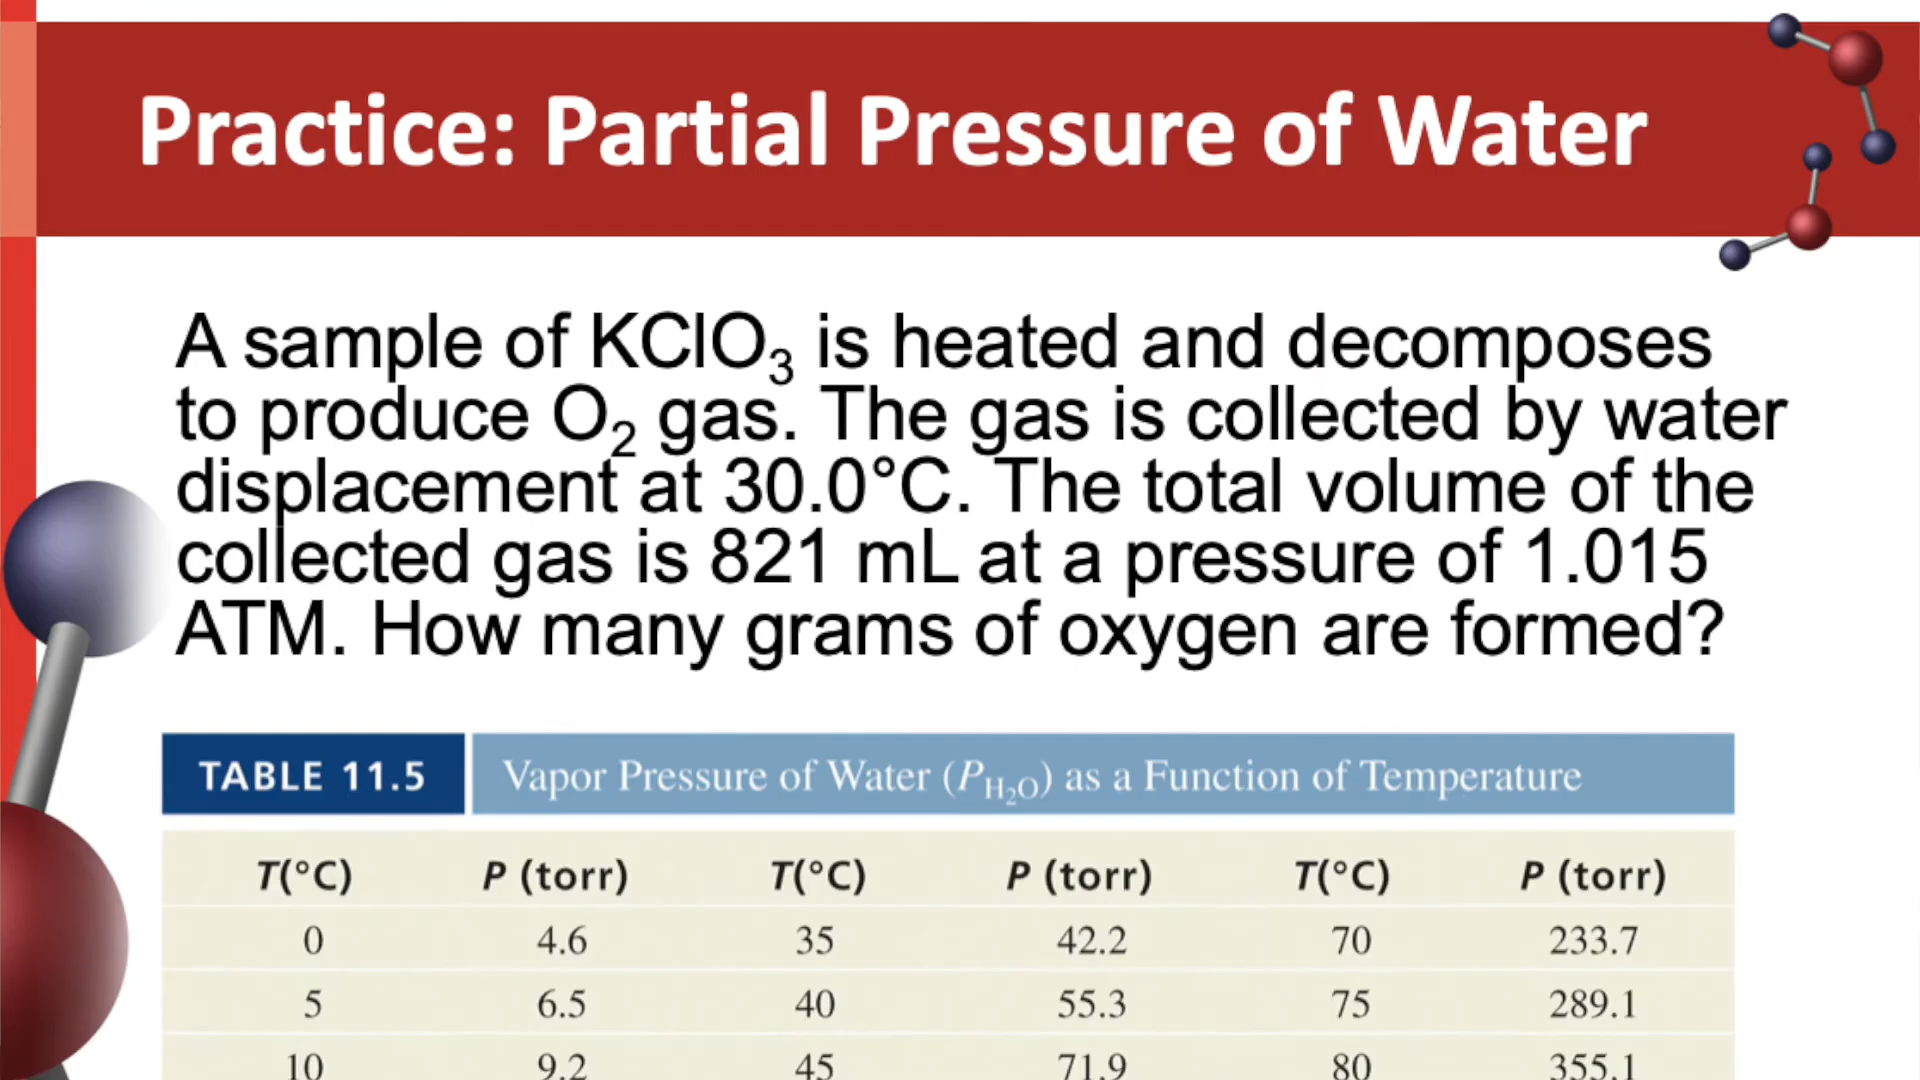 Practice: Partial Pressure of Water
A sample of KClO₃ is heated and decomposes
to produce O₂ gas. The gas is collected by water
displacement at 30.0°C. The total volume of the
collected gas is 821 mL at a pressure of 1.015
ATM. How many grams of oxygen are formed?
TABLE 11.5 Vapor Pressure of Water (P_H₂O) as a Function of Temperature
T(°C) P (torr) T(°C) P (torr) T(°C) P (torr)
0 4.6 35 42.2 70 233.7
5 6.5 40 55.3 75 289.1
10 9.2 45 71.9 80 355.1